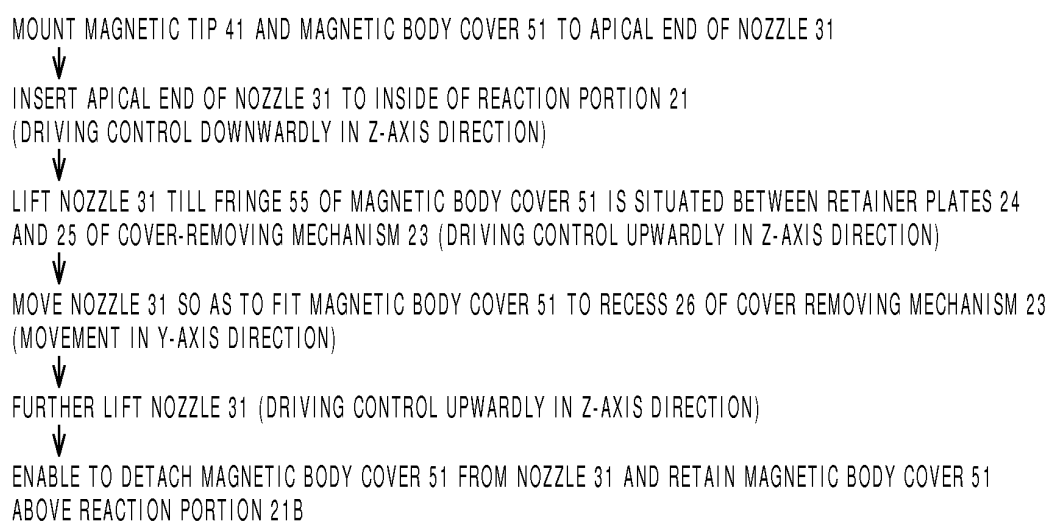 MOUNT MAGNETIC TIP 41 AND MAGNETIC BODY COVER 51 TO APICAL END OF NOZZLE 31
INSERT APICAL END OF NOZZLE 31 TO INSIDE OF REACTION PORTION 21
(DRIVING CONTROL DOWNWARDLY IN Z-AXIS DIRECTION)
LIFT NOZZLE 31 TILL FRINGE 55 OF MAGNETIC BODY COVER 51 IS SITUATED BETWEEN RETAINER PLATES 24
AND 25 OF COVER-REMOVING MECHANISM 23 (DRIVING CONTROL UPWARDLY IN Z-AXIS DIRECTION)
MOVE NOZZLE 31 SO AS TO FIT MAGNETIC BODY COVER 51 TO RECESS 26 OF COVER REMOVING MECHANISM 23
(MOVEMENT IN Y-AXIS DIRECTION)
FURTHER LIFT NOZZLE 31 (DRIVING CONTROL UPWARDLY IN Z-AXIS DIRECTION)
ENABLE TO DETACH MAGNETIC BODY COVER 51 FROM NOZZLE 31 AND RETAIN MAGNETIC BODY COVER 51
ABOVE REACTION PORTION 21B